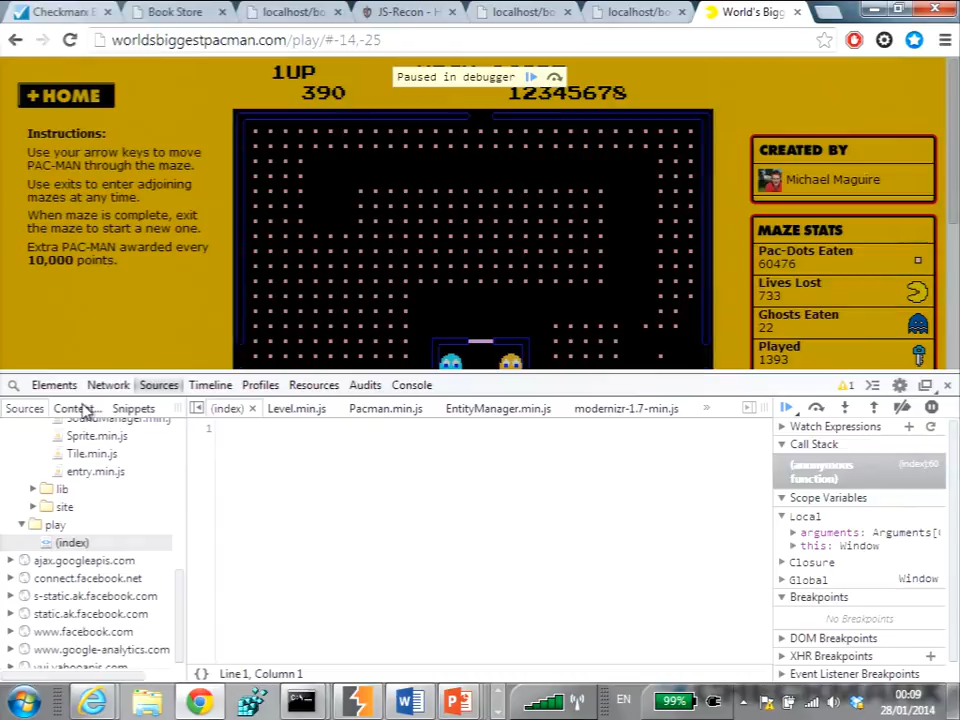 Checkmarx E
Book Store
localhost/bo
JS-Recon - H
localhost/bo
localhost/bo
World's Bigg
worldsbiggestpacman.com/play/#-14,-25
1UP
390
12345678
Paused in debugger
+HOME
Instructions:
Use your arrow keys to move
PAC-MAN through the maze.
Use exits to enter adjoining
mazes at any time.
When maze is complete, exit
the maze to start a new one.
Extra PAC-MAN awarded every
10,000 points.
CREATED BY
Michael Maguire
MAZE STATS
Pac-Dots Eaten
60476
Lives Lost
733
Ghosts Eaten
22
Played
1393
Elements Network Sources Timeline Profiles Resources Audits Console
1
Sources Content... Snippets
(index) Level.min.js Pacman.min.js EntityManager.min.js modernizr-1.7-min.js »
SoundManager.min.j
Sprite.min.js
Tile.min.js
entry.min.js
lib
site
play
(index)
ajax.googleapis.com
connect.facebook.net
s-static.ak.facebook.com
static.ak.facebook.com
www.facebook.com
www.google-analytics.com
yui.yahooapis.com
1
{} Line 1, Column 1
Watch Expressions
Call Stack
(anonymous function) (index):60
Scope Variables
Local
arguments: Arguments[0
this: Window
Closure
Global Window
Breakpoints
No Breakpoints
DOM Breakpoints
XHR Breakpoints
Event Listener Breakpoints
EN
99%
00:09
28/01/2014